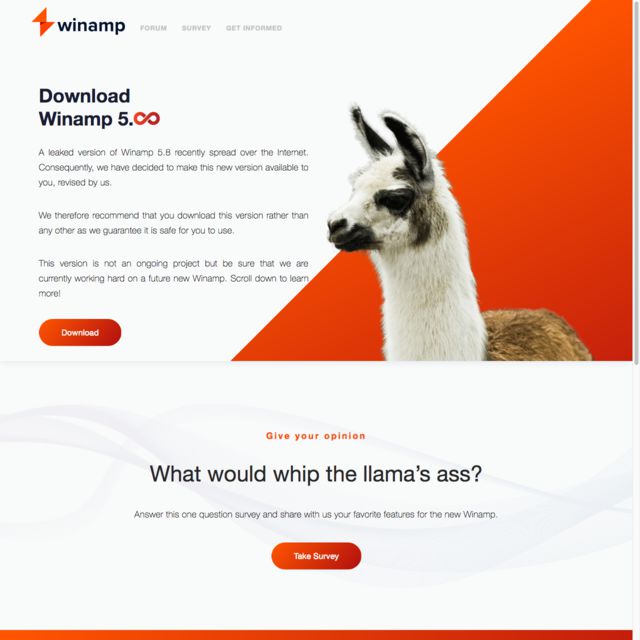 winamp FORUM SURVEY GET INFORMED
Download
Winamp 5.∞
A leaked version of Winamp 5.8 recently spread over the Internet.
Consequently, we have decided to make this new version available to
you, revised by us.
We therefore recommend that you download this version rather than
any other as we guarantee it is safe for you to use.
This version is not an ongoing project but be sure that we are
currently working hard on a future new Winamp. Scroll down to learn
more!
Download
Give your opinion
What would whip the llama’s ass?
Answer this one question survey and share with us your favorite features for the new Winamp.
Take Survey